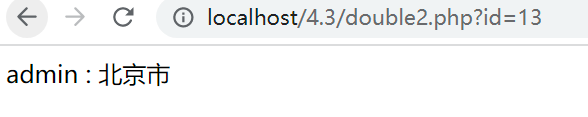 localhost/4.3/double2.php?id=13
admin : 北京市